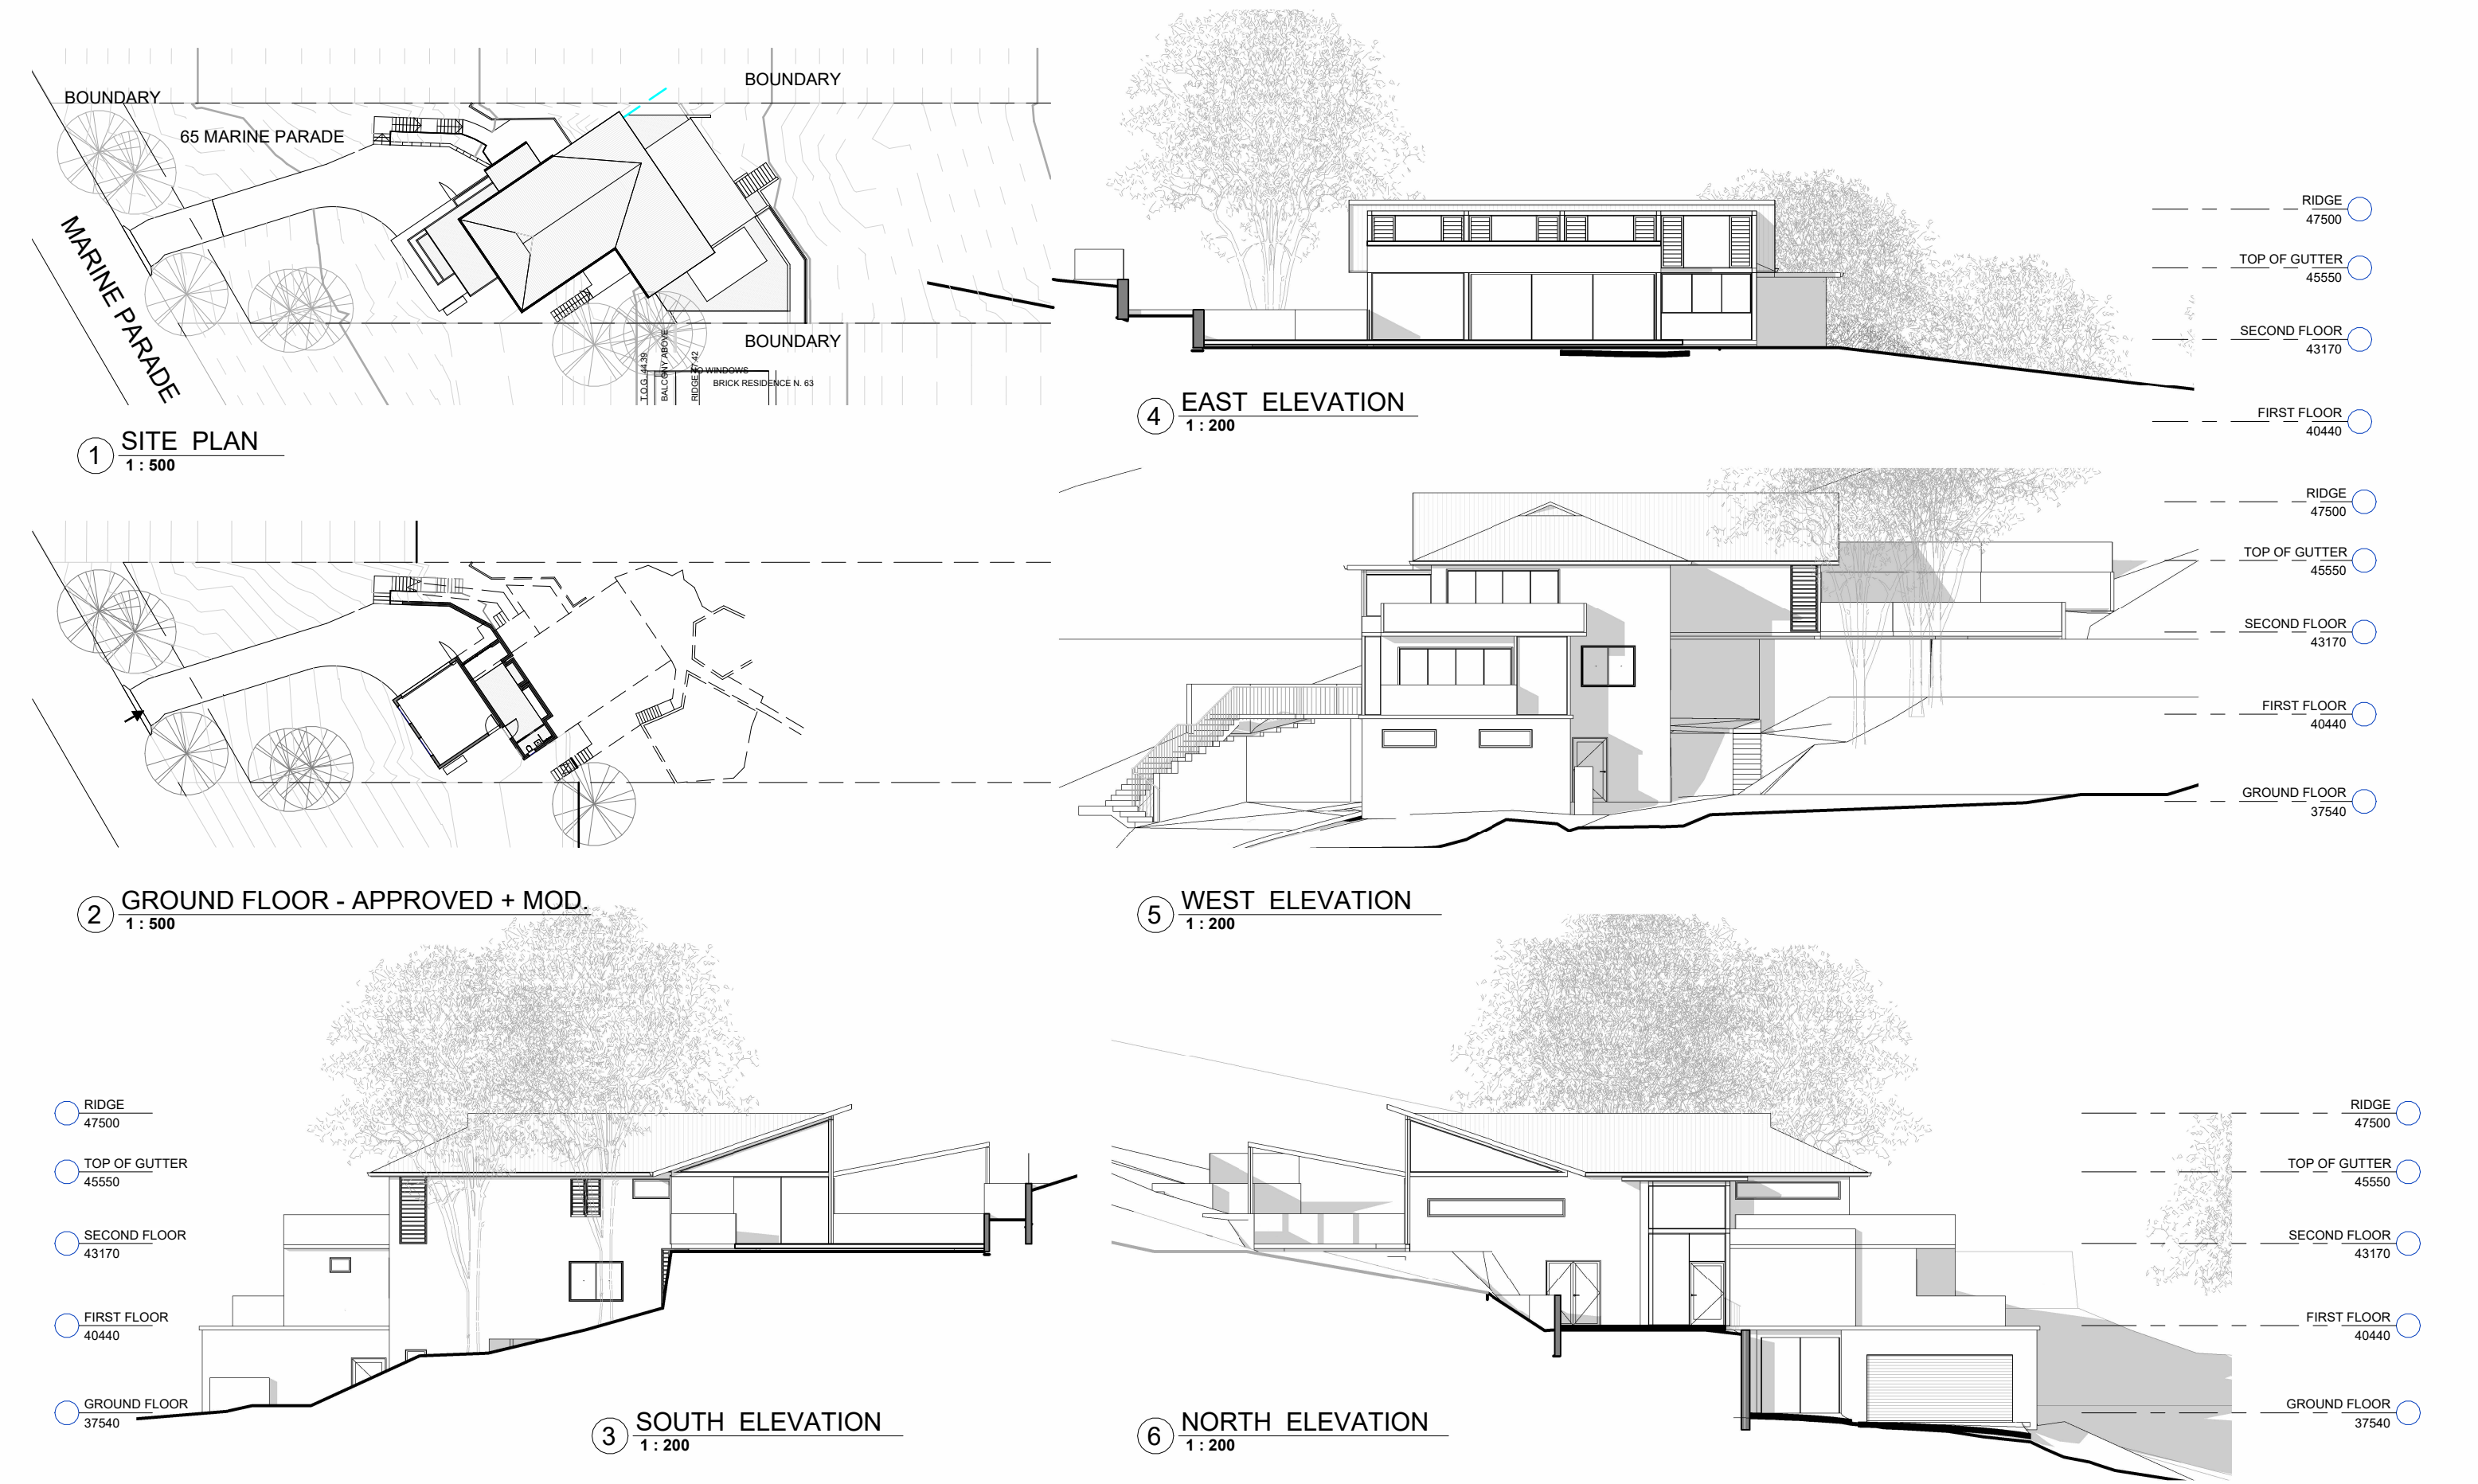 BOUNDARY
BOUNDARY
65 MARINE PARADE
MARINE PARADE
BOUNDARY
T.O.G. 44.39
BALCONY ABOVE
RIDGE 47.42
WINDOWS
BRICK RESIDENCE N. 63
1
SITE PLAN
1 : 500
2
GROUND FLOOR - APPROVED + MOD.
1 : 500
RIDGE
47500
TOP OF GUTTER
45550
SECOND FLOOR
43170
FIRST FLOOR
40440
GROUND FLOOR
37540
3
SOUTH ELEVATION
1 : 200
RIDGE
47500
TOP OF GUTTER
45550
SECOND FLOOR
43170
FIRST FLOOR
40440
4
EAST ELEVATION
1 : 200
RIDGE
47500
TOP OF GUTTER
45550
SECOND FLOOR
43170
FIRST FLOOR
40440
GROUND FLOOR
37540
5
WEST ELEVATION
1 : 200
RIDGE
47500
TOP OF GUTTER
45550
SECOND FLOOR
43170
FIRST FLOOR
40440
GROUND FLOOR
37540
6
NORTH ELEVATION
1 : 200